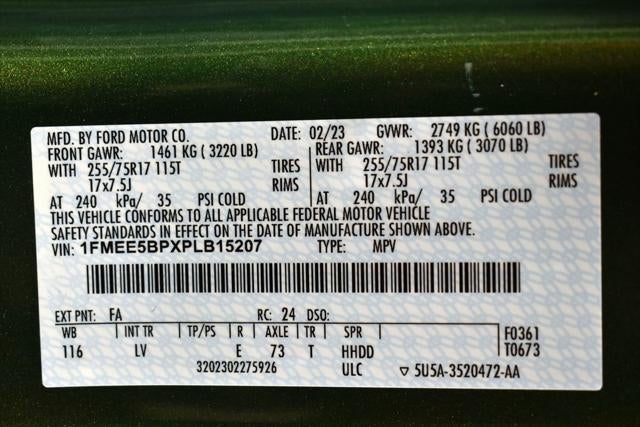 MFD. BY FORD MOTOR CO. DATE: 02/23 GVWR: 2749 KG ( 6060 LB)
FRONT GAWR: 1461 KG ( 3220 LB) REAR GAWR: 1393 KG ( 3070 LB)
WITH 255/75R17 115T TIRES WITH 255/75R17 115T TIRES
17x7.5J RIMS 17x7.5J RIMS
AT 240 kPa/ 35 PSI COLD AT 240 kPa/ 35 PSI COLD
THIS VEHICLE CONFORMS TO ALL APPLICABLE FEDERAL MOTOR VEHICLE
SAFETY STANDARDS IN EFFECT ON THE DATE OF MANUFACTURE SHOWN ABOVE.
VIN: 1FMEE5BPXPLB15207 TYPE: MPV
EXT PNT: FA RC: 24 DSO:
WB INT TR TP/PS R AXLE TR SPR F0361
116 LV E 73 T HHDD T0673
3202302275926 ULC ▽ 5U5A-3520472-AA